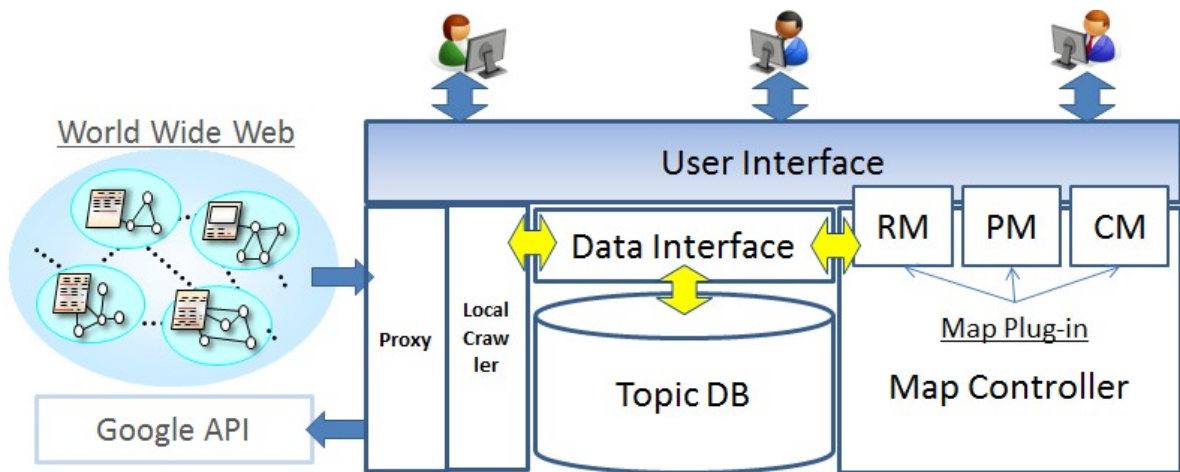 World Wide Web
User Interface
RM
PM
CM
Data Interface
Map Plug-in
Proxy
Local
Craw
ler
Topic DB
Map Controller
Google API